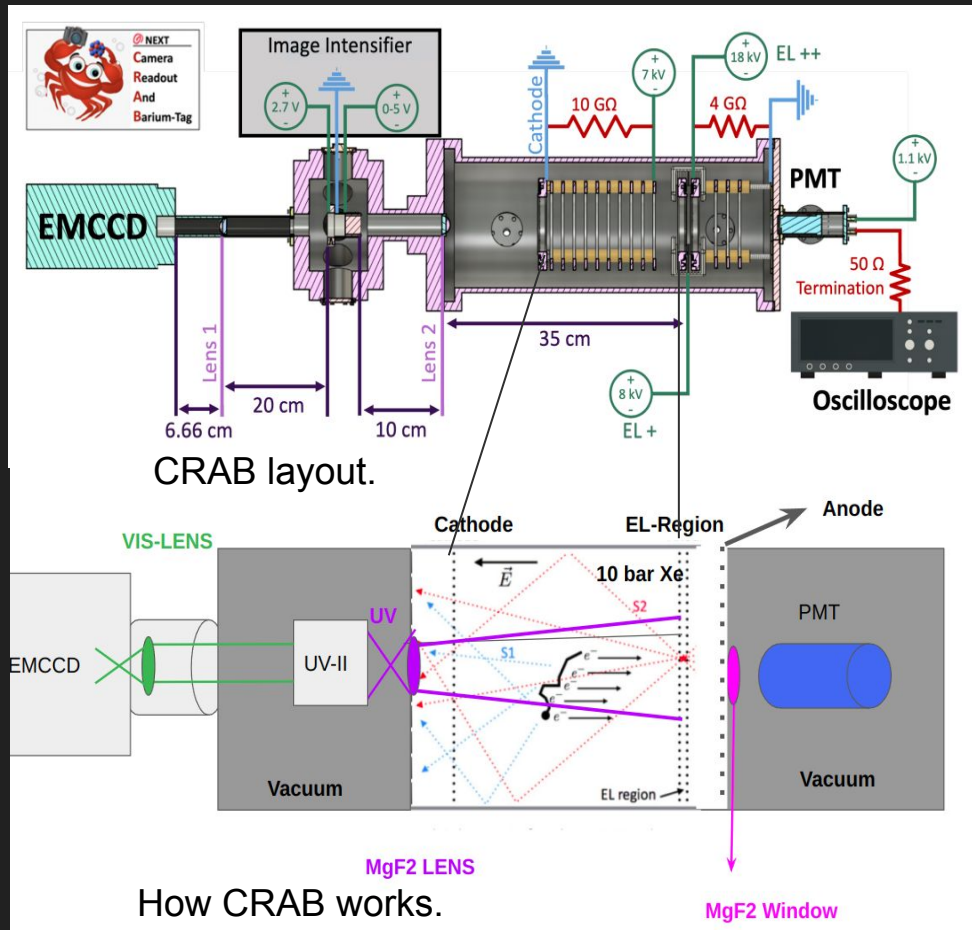 NEXT
Camera
Readout
And
Barium-Tag
Image Intensifier
+
2.7 V
-
+
0-5 V
-
Cathode
10 GΩ
+
7 kV
-
+
18 kV
-
EL ++
4 GΩ
+
1.1 kV
-
PMT
EMCCD
50 Ω
Termination
Lens 1
Lens 2
35 cm
20 cm
10 cm
6.66 cm
+
8 kV
-
EL +
Oscilloscope
CRAB layout.
Cathode
EL-Region
Anode
VIS-LENS
E
10 bar Xe
UV
S2
PMT
EMCCD
UV-II
S1
e-
e-
e-
e-
e-
Vacuum
EL region
Vacuum
MgF2 LENS
How CRAB works.
MgF2 Window